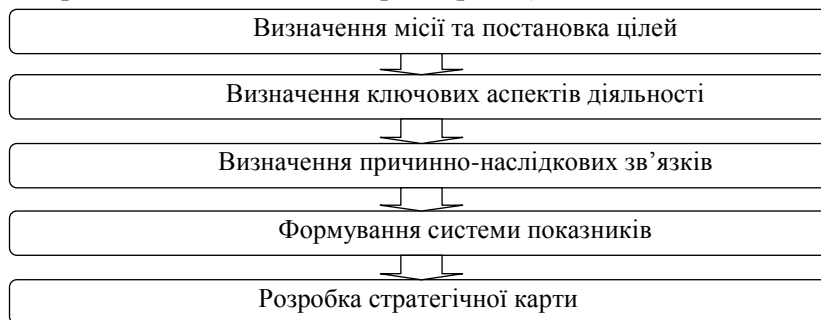 Визначення місії та постановка цілей
Визначення ключових аспектів діяльності
Визначення причинно-наслідкових зв’язків
Формування системи показників
Розробка стратегічної карти